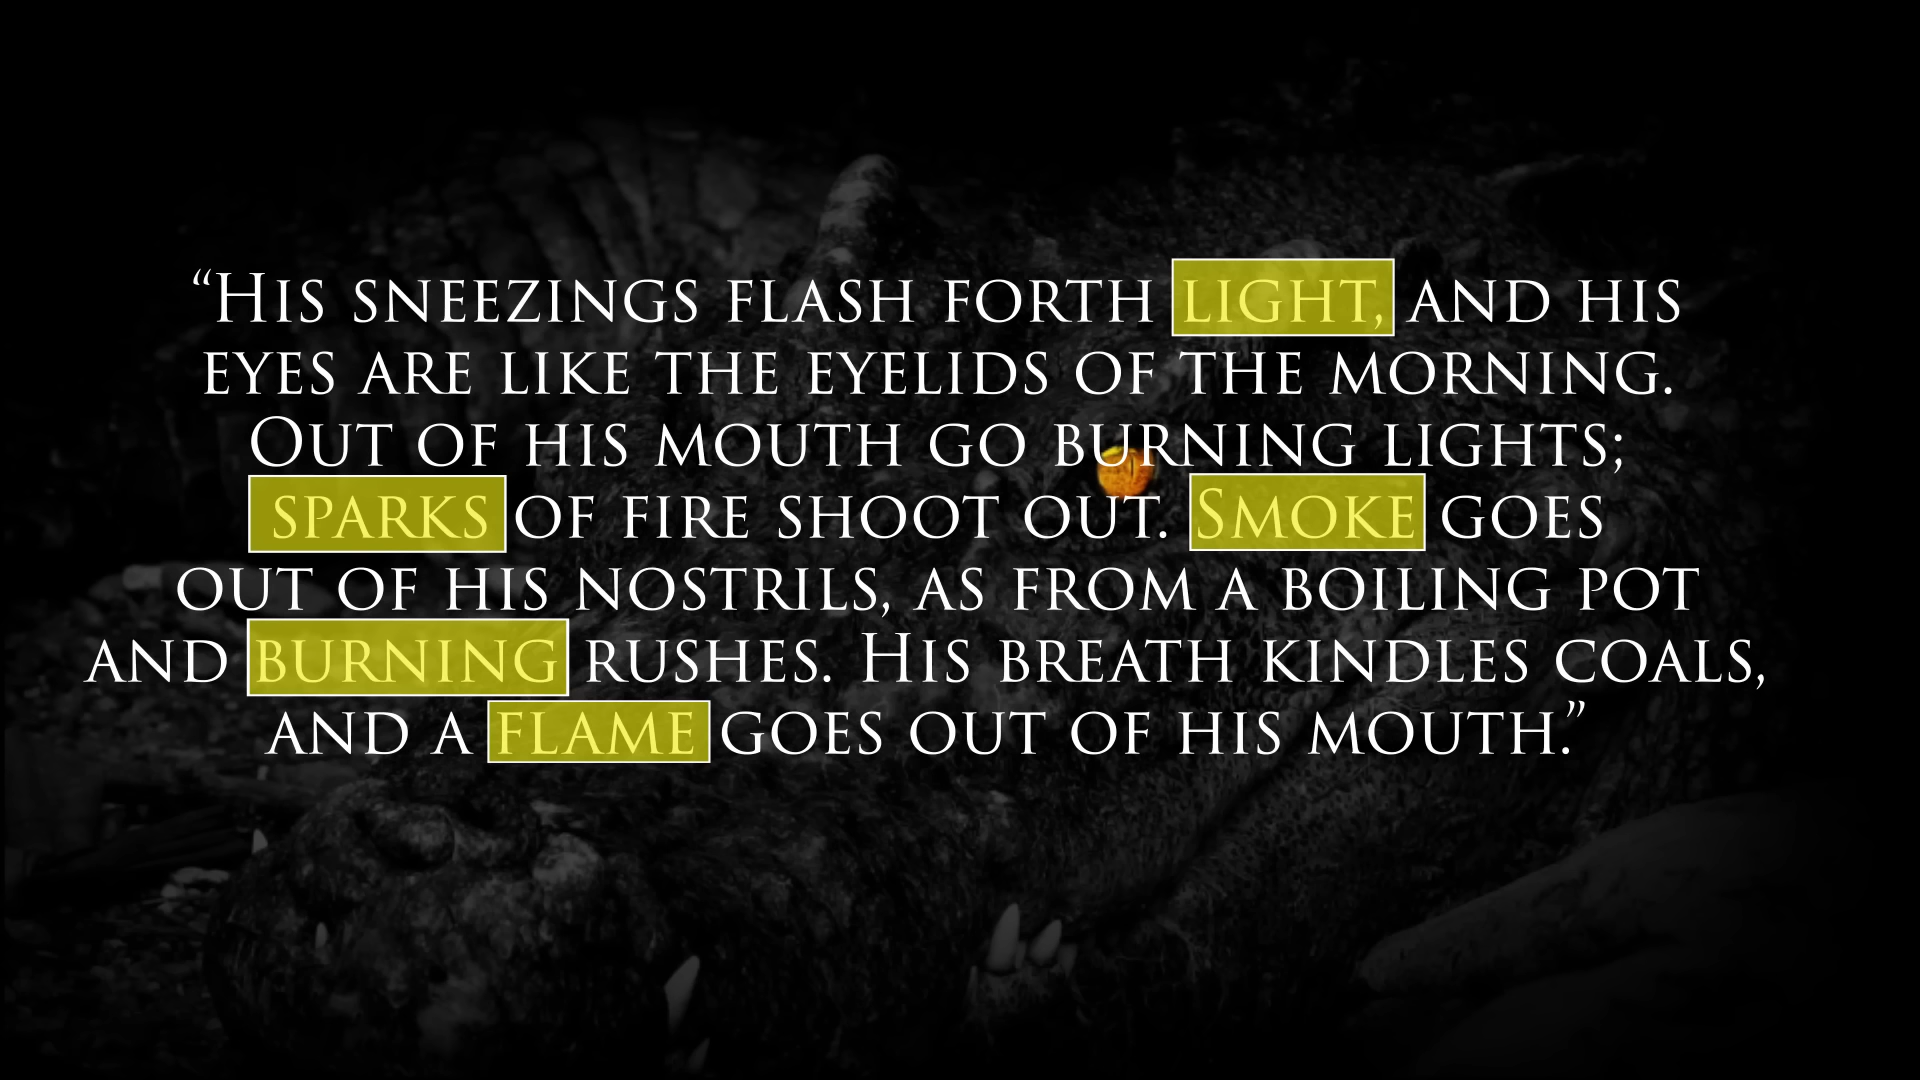 “His sneezings flash forth light, and his
eyes are like the eyelids of the morning.
Out of his mouth go burning lights;
sparks of fire shoot out. Smoke goes
out of his nostrils, as from a boiling pot
and burning rushes. His breath kindles coals,
and a flame goes out of his mouth.”